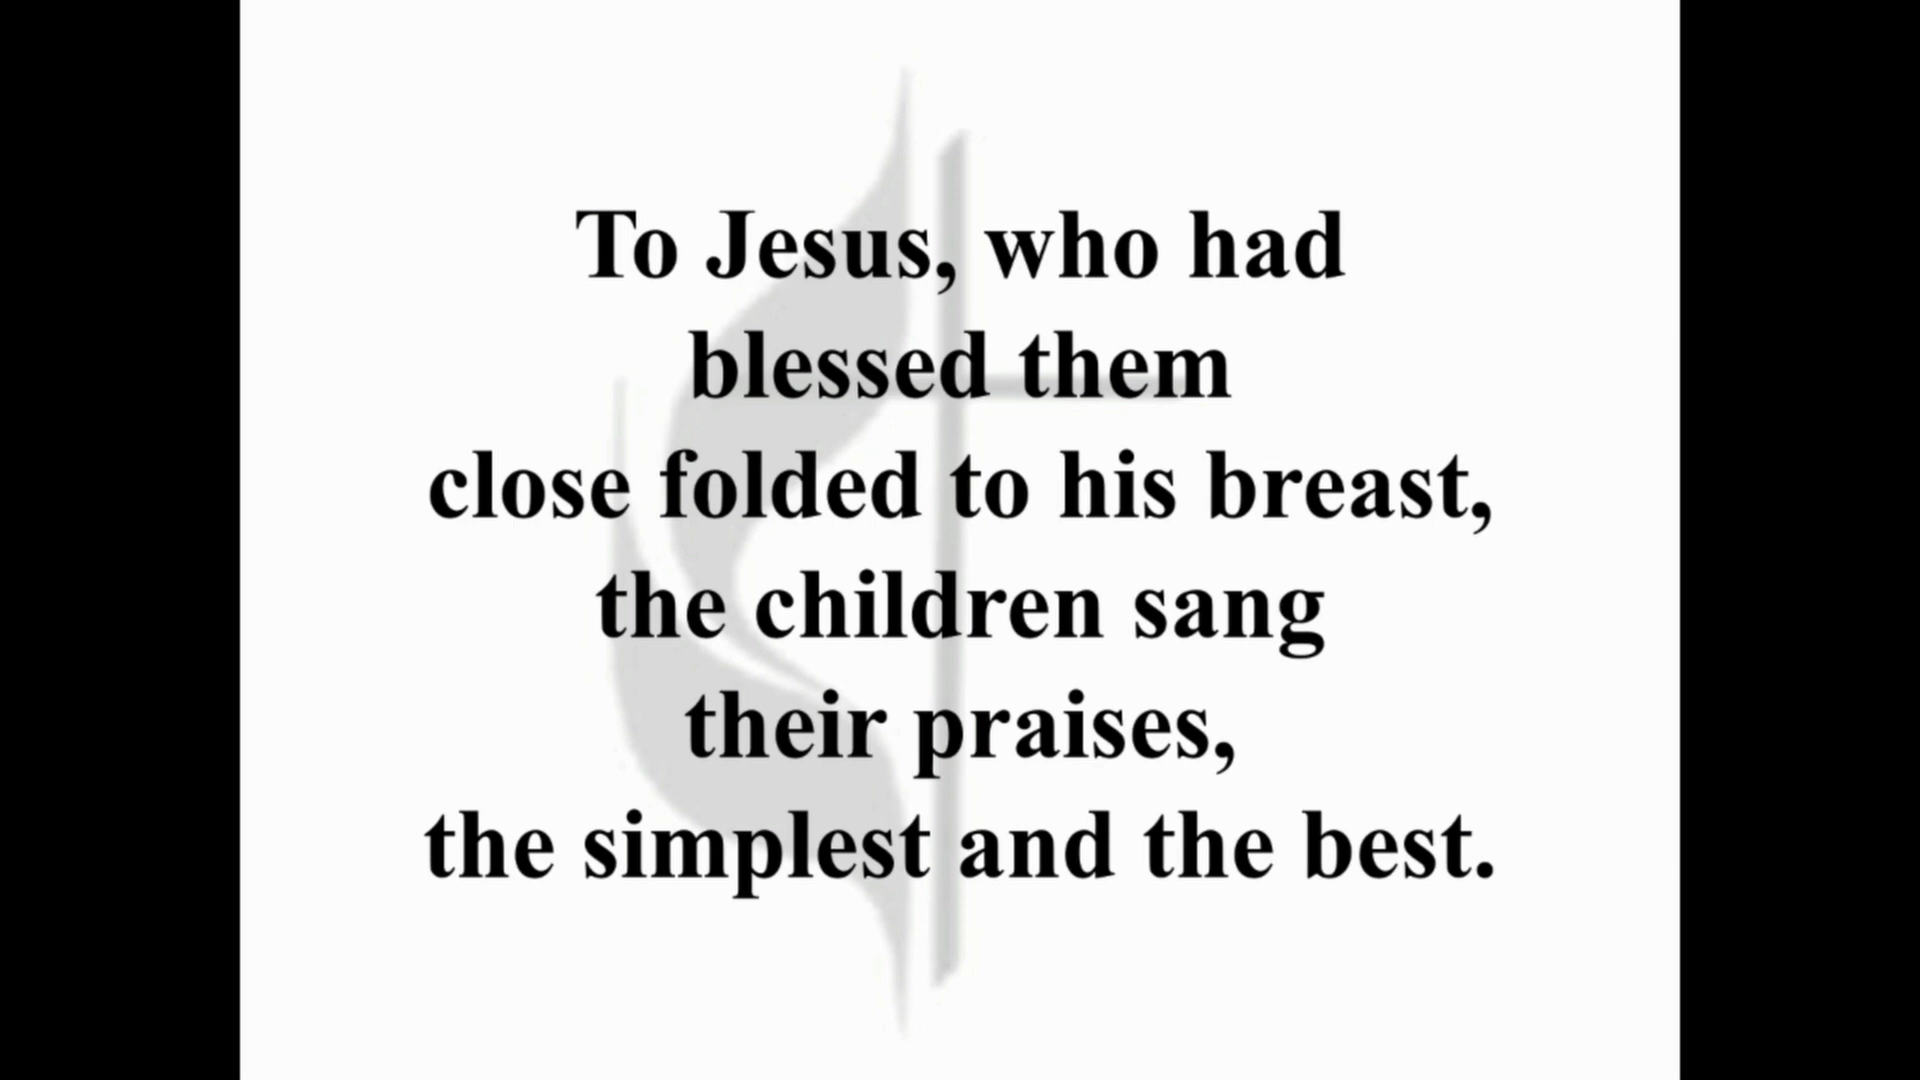 To Jesus, who had
blessed them
close folded to his breast,
the children sang
their praises,
the simplest and the best.